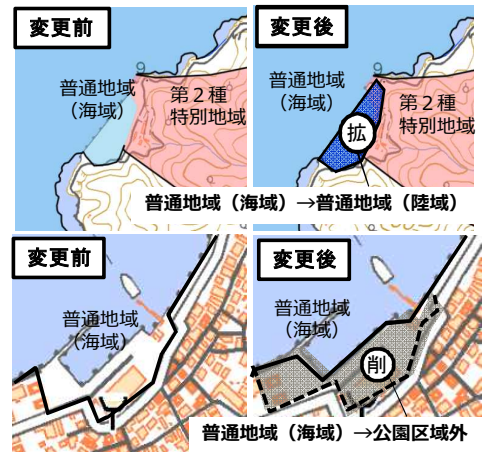 変更前
普通地域
（海域）
第２種
特別地域
変更後
普通地域
（海域）
第２種
特別地域
拡
普通地域（海域）→普通地域（陸域）
変更前
普通地域
（海域）
変更後
普通地域
（海域）
削
普通地域（海域）→公園区域外